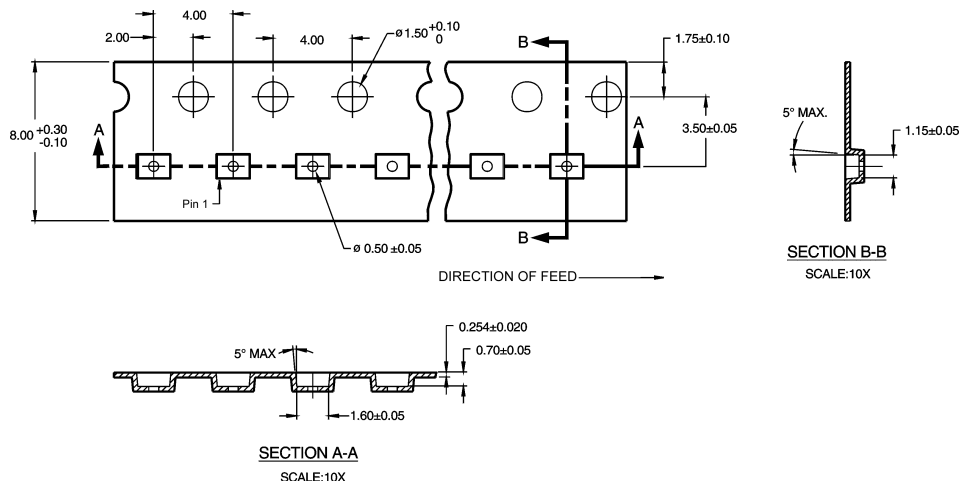 4.00
2.00
4.00
ø 1.50 +0.10
0
B
1.75±0.10
8.00 +0.30
-0.10
A
A
3.50±0.05
5° MAX.
1.15±0.05
Pin 1
B
ø 0.50 ±0.05
SECTION B-B
SCALE:10X
DIRECTION OF FEED
0.254±0.020
5° MAX
0.70±0.05
1.60±0.05
SECTION A-A
SCALE:10X